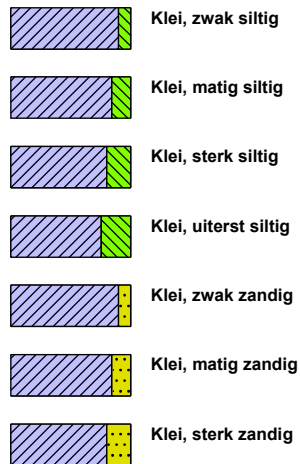 Klei, zwak siltig
Klei, matig siltig
Klei, sterk siltig
Klei, uiterst siltig
Klei, zwak zandig
Klei, matig zandig
Klei, sterk zandig